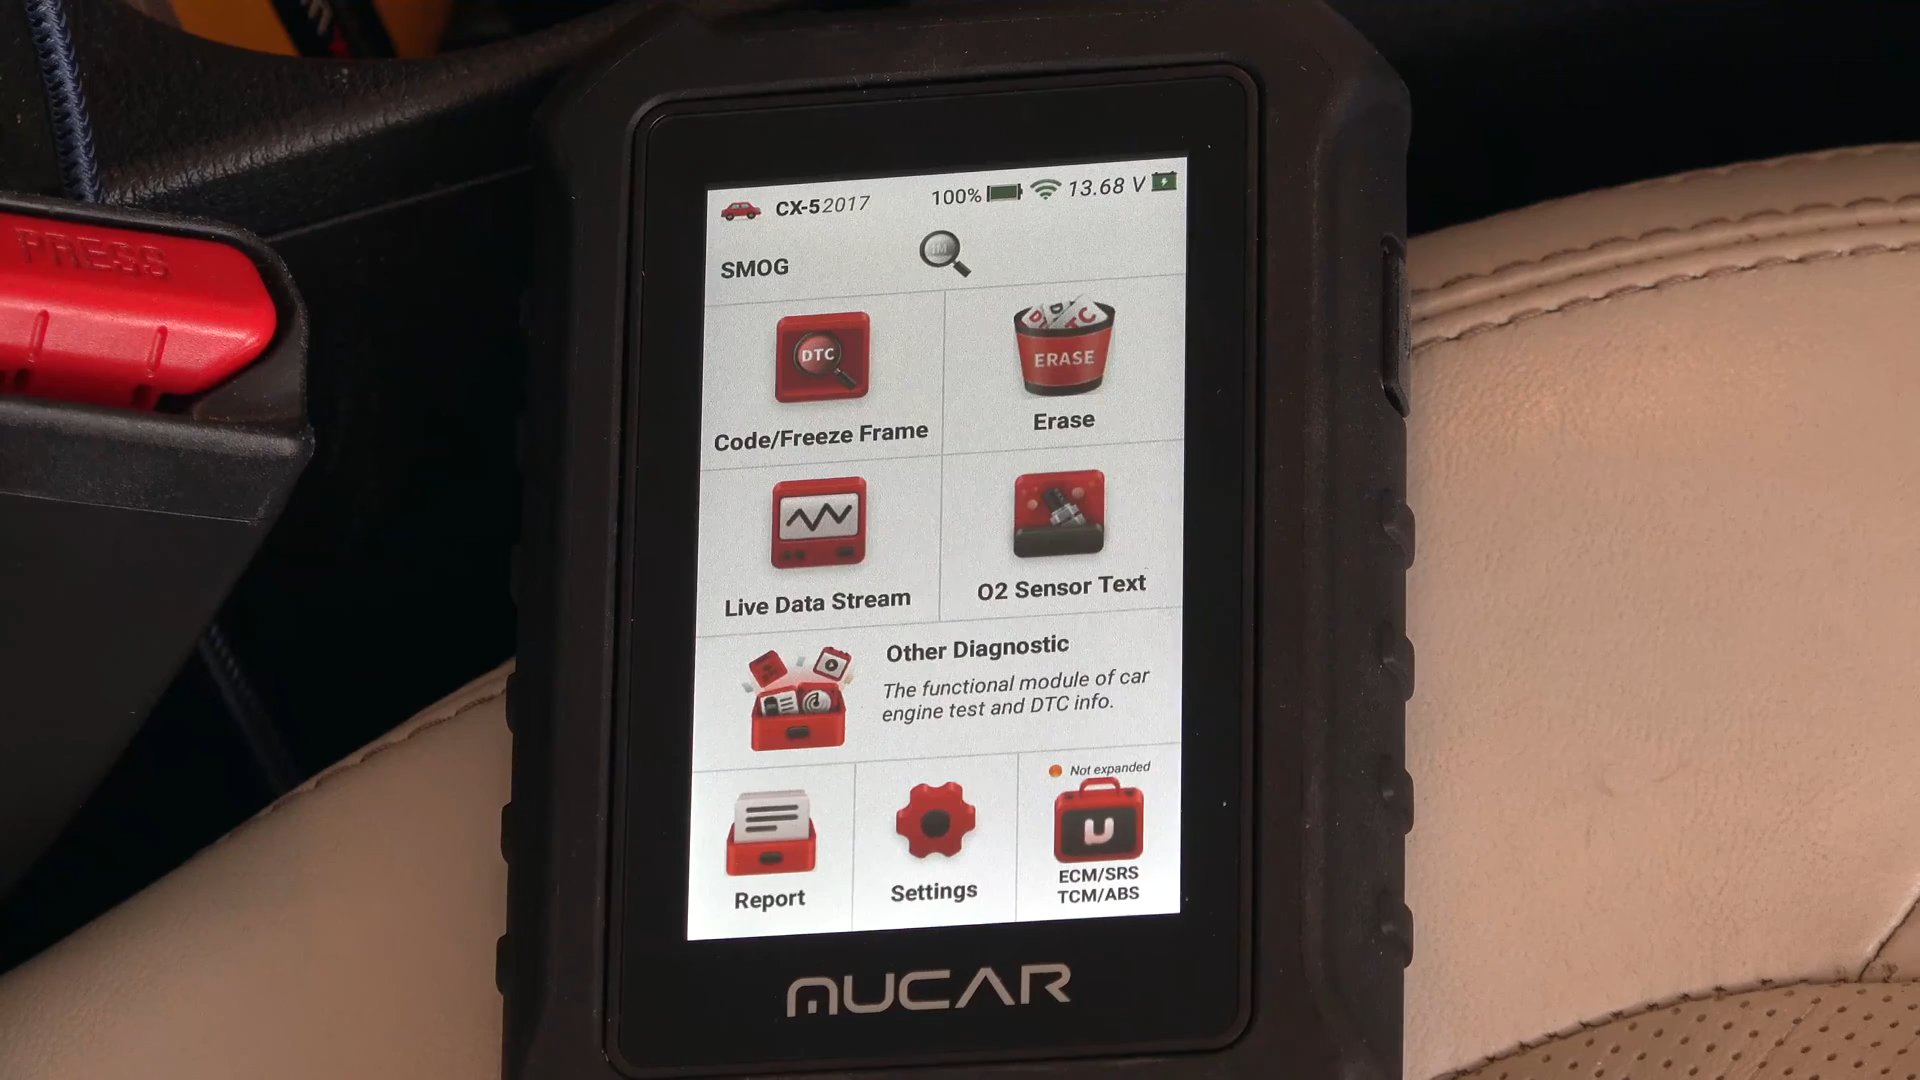 PRESS
CX-5 2017
100%
13.68 V
SMOG
IM
DTC
ERASE
Code/Freeze Frame
Erase
Live Data Stream
O2 Sensor Text
Other Diagnostic
The functional module of car
engine test and DTC info.
Report
Settings
Not expanded
U
ECM/SRS
TCM/ABS
MUCAR